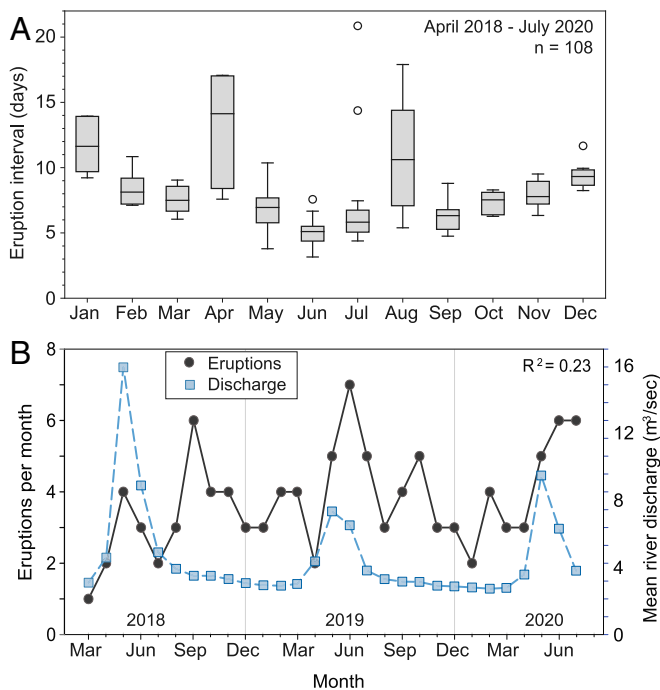 A
April 2018 - July 2020
n = 108
Eruption interval (days)
20
15
10
5
0
Jan Feb Mar Apr May Jun Jul Aug Sep Oct Nov Dec
B
Eruptions
Discharge
R² = 0.23
Eruptions per month
8
6
4
2
0
Mean river discharge (m³/sec)
16
12
8
4
0
2018 2019 2020
Mar Jun Sep Dec Mar Jun Sep Dec Mar Jun
Month